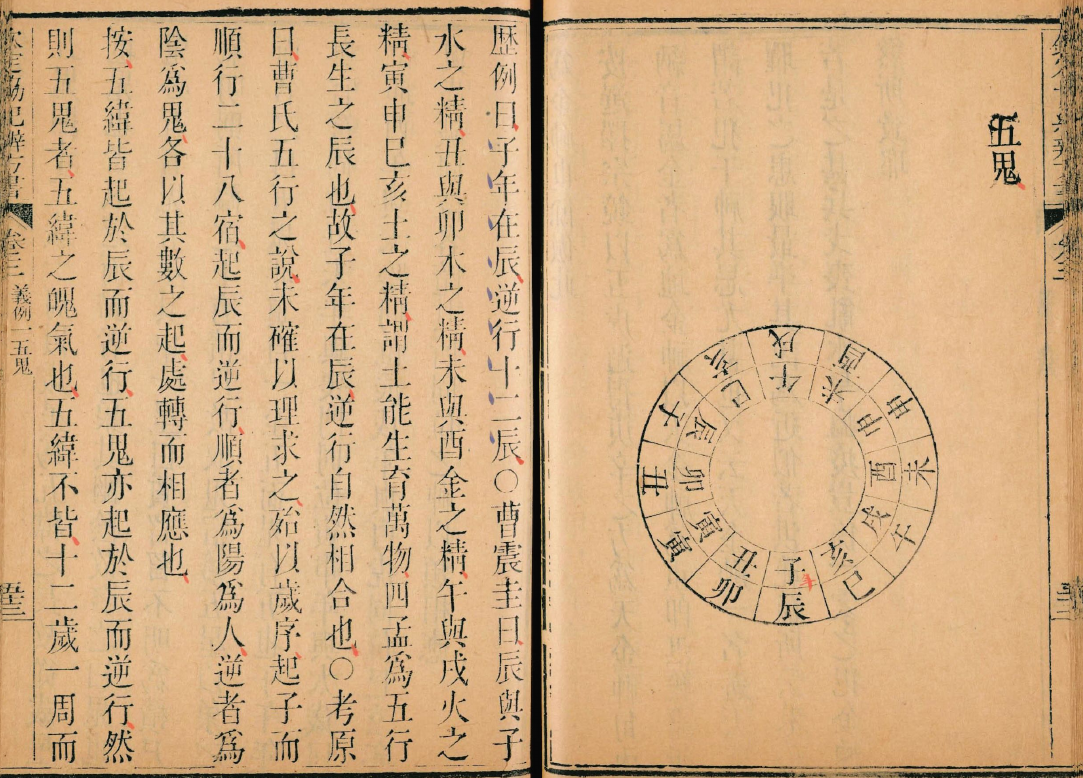 五鬼
子丑寅卯辰巳午未申酉戌亥
辰卯寅丑子亥戌酉申未午巳
歷例曰子年在辰逆行十二辰○曹震圭曰辰與子
水之精丑與卯木之精未與酉金之精午與戌火之
精寅申巳亥土之精謂土能生育萬物四孟爲五行
長生之辰也故子年在辰逆行自然相合也○考原
曰曹氏五行之說未確以理求之殆以歲序起子而
順行二十八宿起辰而逆行順者爲陽爲人逆者爲
陰爲鬼各以其數之起處轉而相應也
按五緯皆起於辰而逆行五鬼亦起於辰而逆行然
則五鬼者五緯之魄氣也五緯不皆十二歲一周而
欽定協紀辨方書 卷三 義例一 五鬼